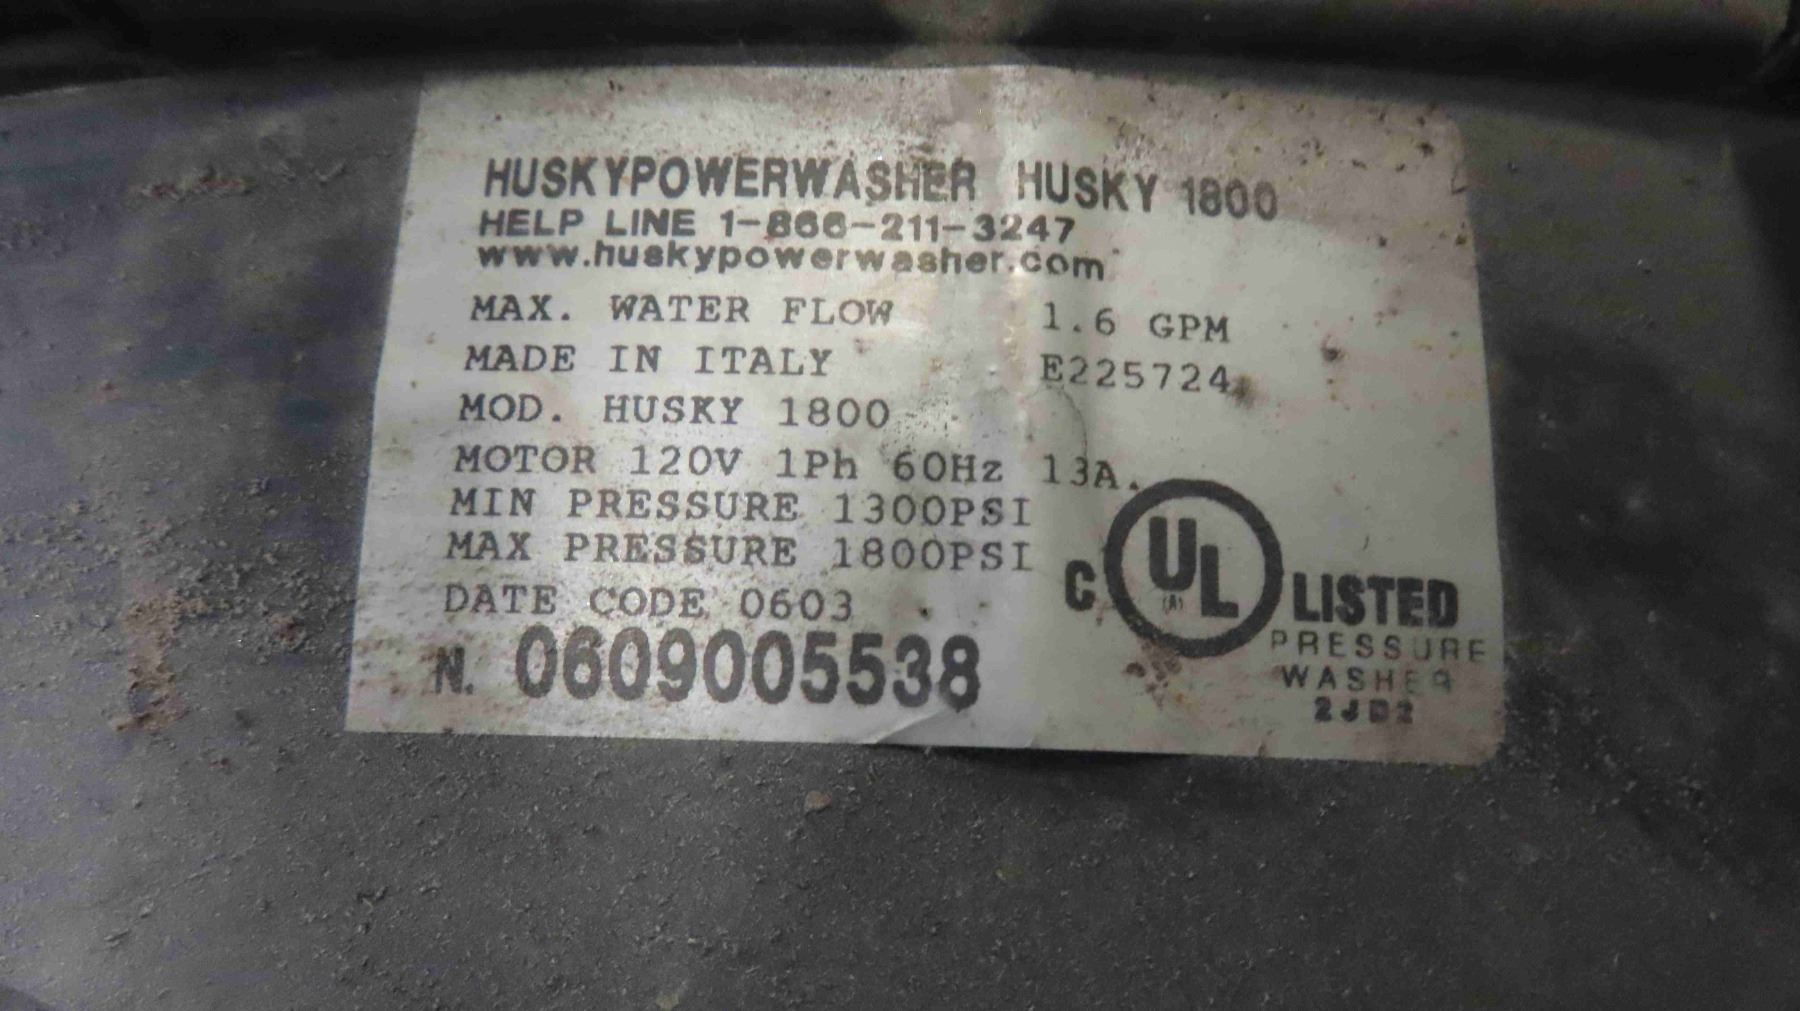 HUSKYPOWERWASHER HUSKY 1800
HELP LINE 1-866-211-3247
www.huskypowerwasher.com
MAX. WATER FLOW 1.6 GPM
MADE IN ITALY E225724
MOD. HUSKY 1800
MOTOR 120V 1Ph 60Hz 13A.
MIN PRESSURE 1300PSI
MAX PRESSURE 1800PSI
DATE CODE 0603
N. 0609005538
C UL LISTED
(A)
PRESSURE
WASHER
2JD2